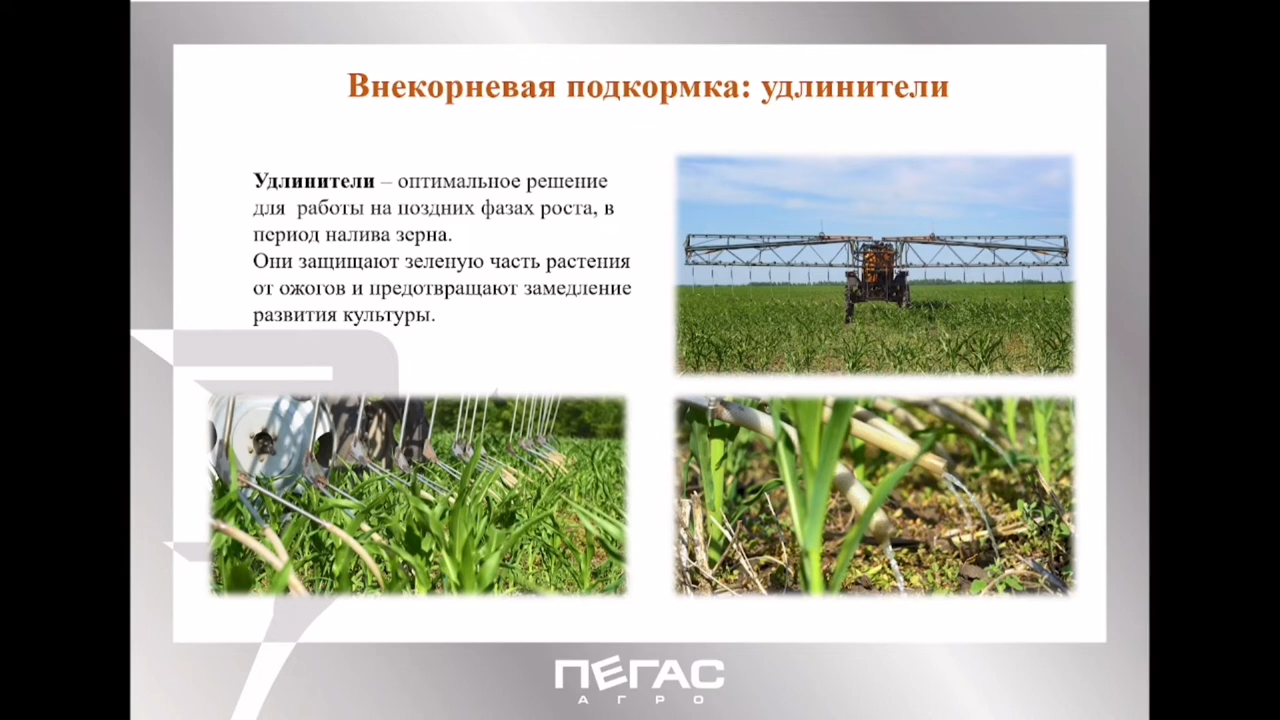 Внекорневая подкормка: удлинители
Удлинители – оптимальное решение
для работы на поздних фазах роста, в
период налива зерна.
Они защищают зеленую часть растения
от ожогов и предотвращают замедление
развития культуры.
ПЕГАС
АГРО